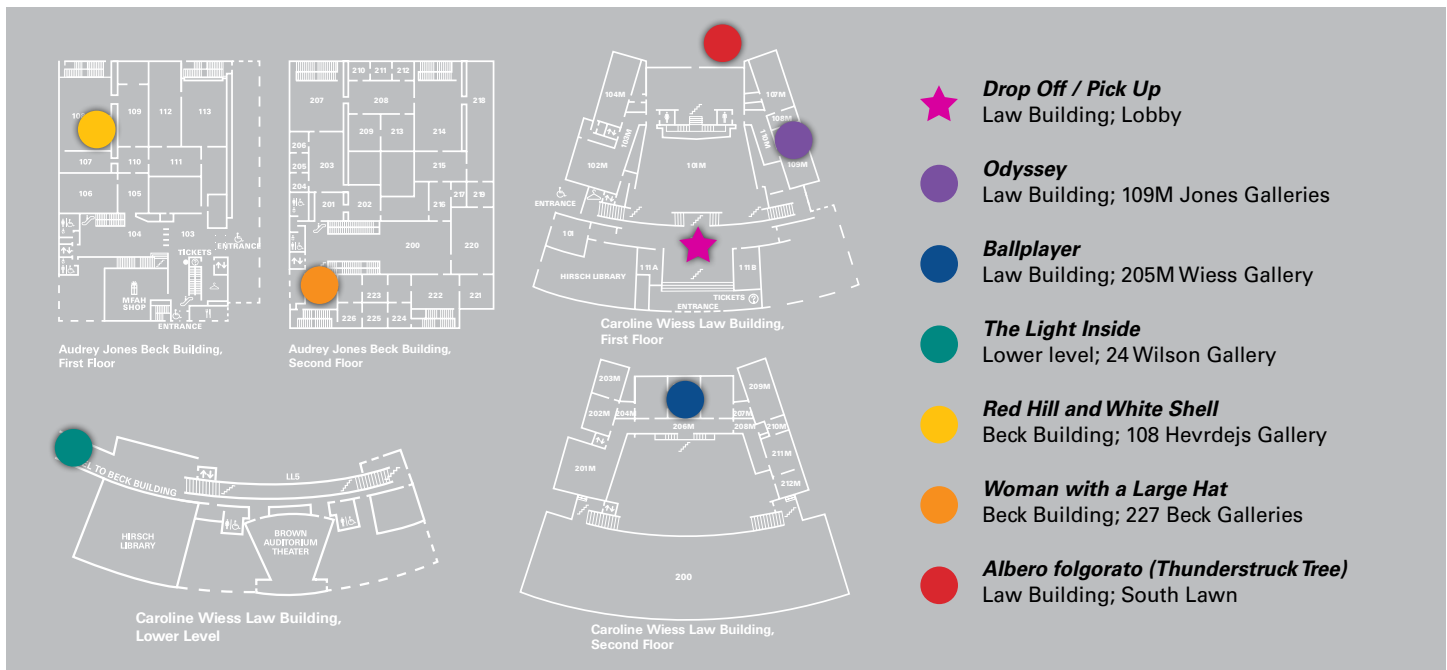 109
112
113
107
110
111
106
105
104
103
TICKETS
ENTRANCE
MFAH
SHOP
ENTRANCE
Audrey Jones Beck Building,
First Floor
210
211
212
207
208
218
209
213
214
206
203
205
215
204
201
202
216
217
219
200
220
223
222
221
226
225
224
Audrey Jones Beck Building,
Second Floor
104M
107M
108M
103M
110M
102M
101M
109M
ENTRANCE
101
HIRSCH LIBRARY
111A
111B
TICKETS
ENTRANCE
Caroline Wiess Law Building,
First Floor
TO BECK BUILDING
LL5
HIRSCH
LIBRARY
BROWN
AUDITORIUM
THEATER
Caroline Wiess Law Building,
Lower Level
203M
209M
202M
204M
207M
206M
208M
210M
201M
211M
212M
200
Caroline Wiess Law Building,
Second Floor
Drop Off / Pick Up
Law Building; Lobby
Odyssey
Law Building; 109M Jones Galleries
Ballplayer
Law Building; 205M Wiess Gallery
The Light Inside
Lower level; 24 Wilson Gallery
Red Hill and White Shell
Beck Building; 108 Hevrdejs Gallery
Woman with a Large Hat
Beck Building; 227 Beck Galleries
Albero folgorato (Thunderstruck Tree)
Law Building; South Lawn